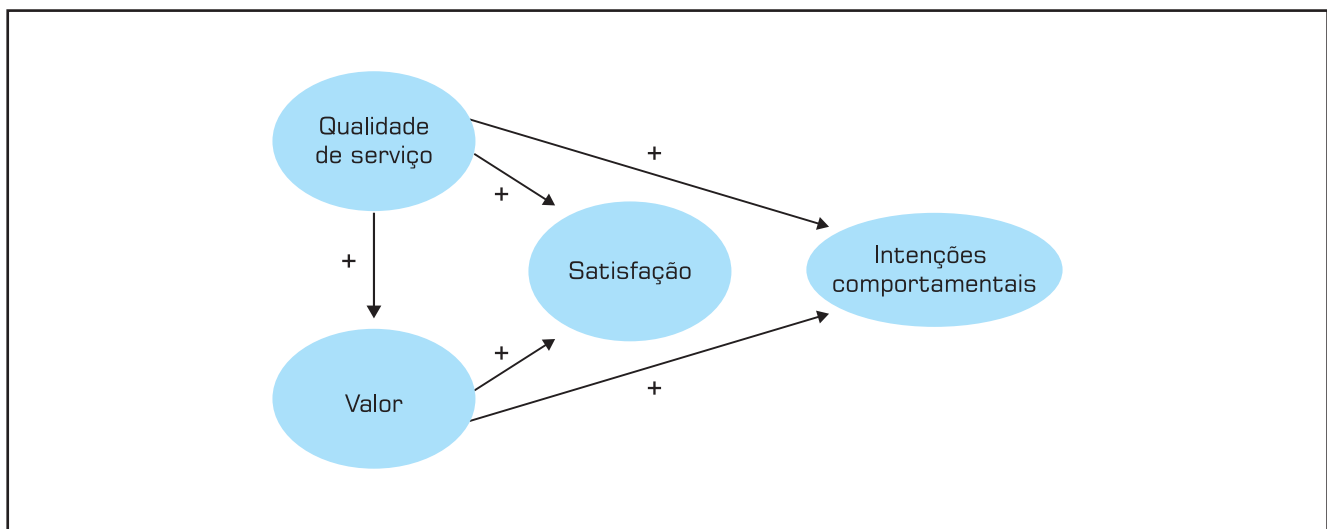 Qualidade
de serviço
+
+
+
Satisfação
Intenções
comportamentais
Valor
+
+